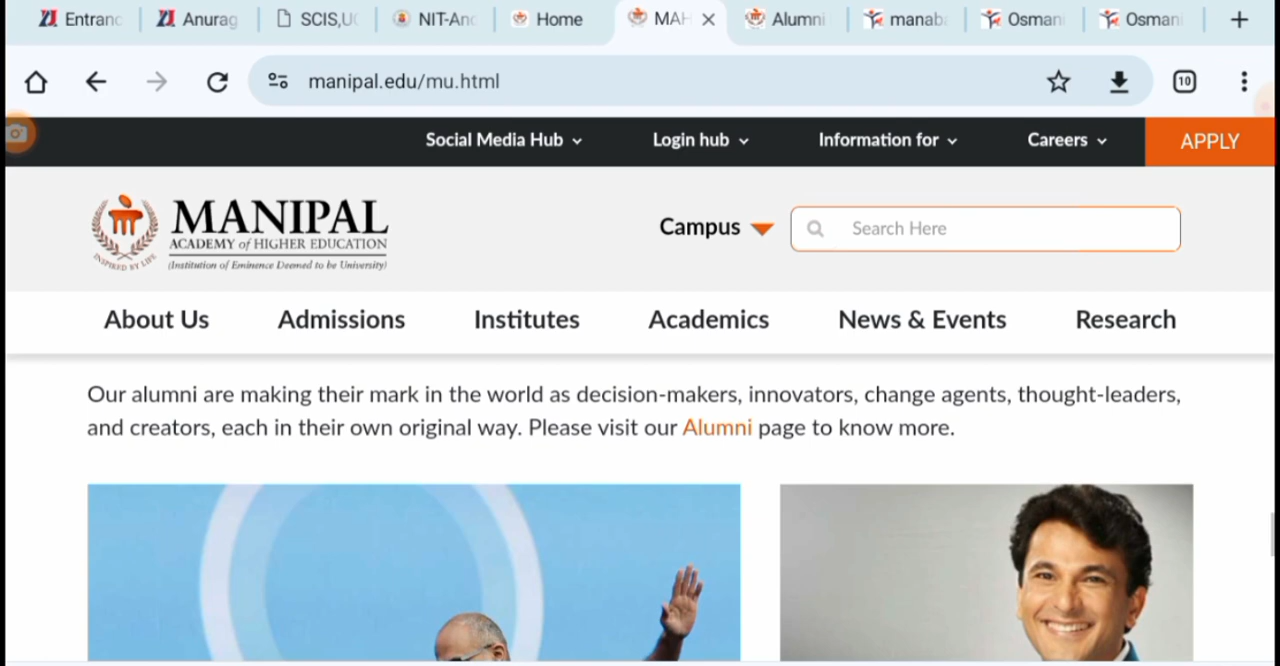 Entranc
Anurag
SCIS,U
NIT-And
Home
MAH
Alumni
manab
Osman
Osman
manipal.edu/mu.html
10
Social Media Hub
Login hub
Information for
Careers
APPLY
MANIPAL
ACADEMY of HIGHER EDUCATION
(Institution of Eminence Deemed to be University)
INSPIRED BY LIFE
Campus
Search Here
About Us
Admissions
Institutes
Academics
News & Events
Research
Our alumni are making their mark in the world as decision-makers, innovators, change agents, thought-leaders,
and creators, each in their own original way. Please visit our Alumni page to know more.